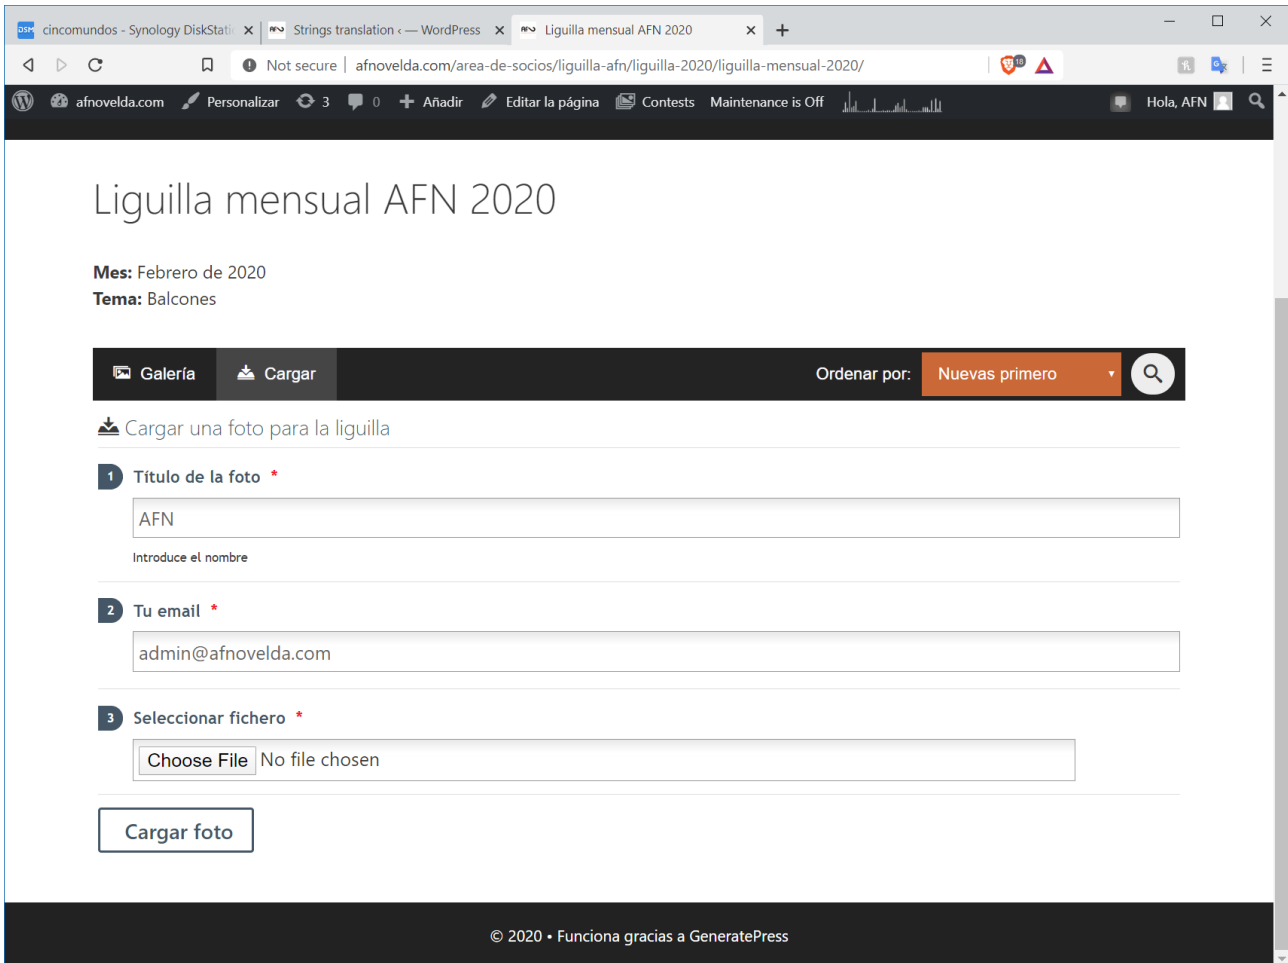 DSM cincomundos - Synology DiskStati
Strings translation ‹ — WordPress
Liguilla mensual AFN 2020
Not secure | afnovelda.com/area-de-socios/liguilla-afn/liguilla-2020/liguilla-mensual-2020/
18
afnovelda.com Personalizar 3 0 Añadir Editar la página Contests Maintenance is Off Hola, AFN
Liguilla mensual AFN 2020
Mes: Febrero de 2020
Tema: Balcones
Galería Cargar Ordenar por: Nuevas primero
Cargar una foto para la liguilla
1 Título de la foto *
AFN
Introduce el nombre
2 Tu email *
admin@afnovelda.com
3 Seleccionar fichero *
Choose File No file chosen
Cargar foto
© 2020 • Funciona gracias a GeneratePress